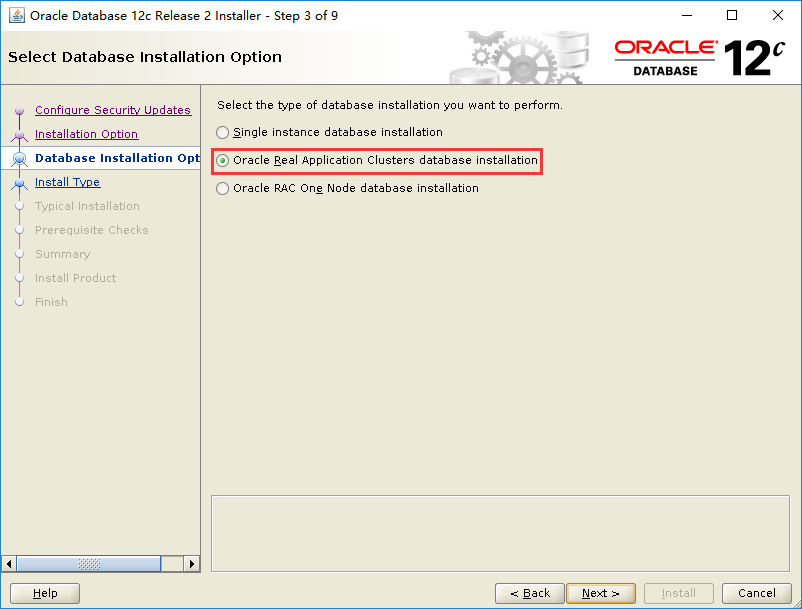 Oracle Database 12c Release 2 Installer - Step 3 of 9
Select Database Installation Option
ORACLE
DATABASE
12c
Configure Security Updates
Installation Option
Database Installation Opt
Install Type
Typical Installation
Prerequisite Checks
Summary
Install Product
Finish
Select the type of database installation you want to perform.
Single instance database installation
Oracle Real Application Clusters database installation
Oracle RAC One Node database installation
Help
< Back
Next >
Install
Cancel